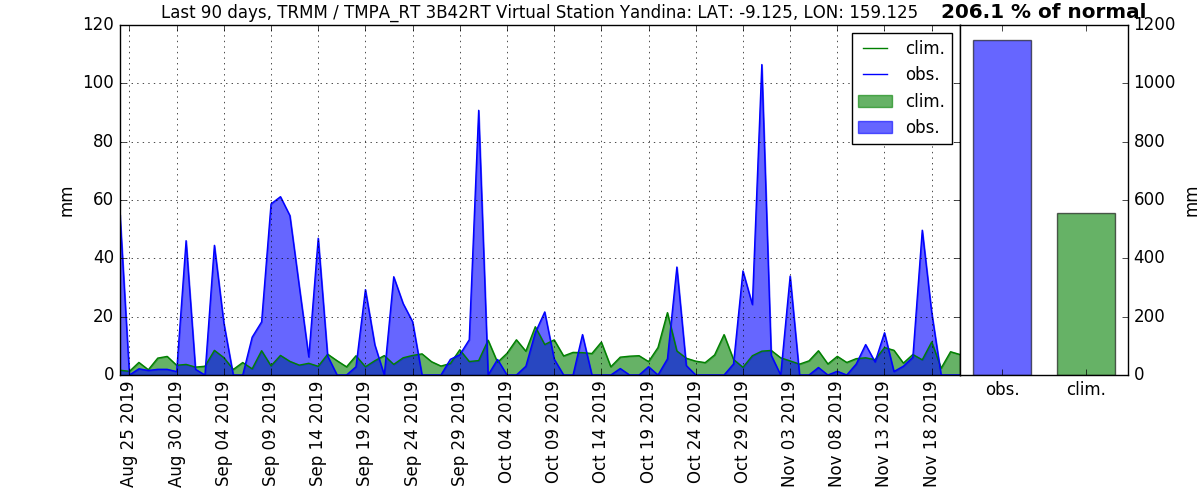 Last 90 days, TRMM / TMPA_RT 3B42RT Virtual Station Yandina: LAT: -9.125, LON: 159.125
206.1 % of normal
120
100
80
60
40
20
0
mm
clim.
obs.
clim.
obs.
1200
1000
800
600
400
200
0
mm
Aug 25 2019
Aug 30 2019
Sep 04 2019
Sep 09 2019
Sep 14 2019
Sep 19 2019
Sep 24 2019
Sep 29 2019
Oct 04 2019
Oct 09 2019
Oct 14 2019
Oct 19 2019
Oct 24 2019
Oct 29 2019
Nov 03 2019
Nov 08 2019
Nov 13 2019
Nov 18 2019
obs.
clim.